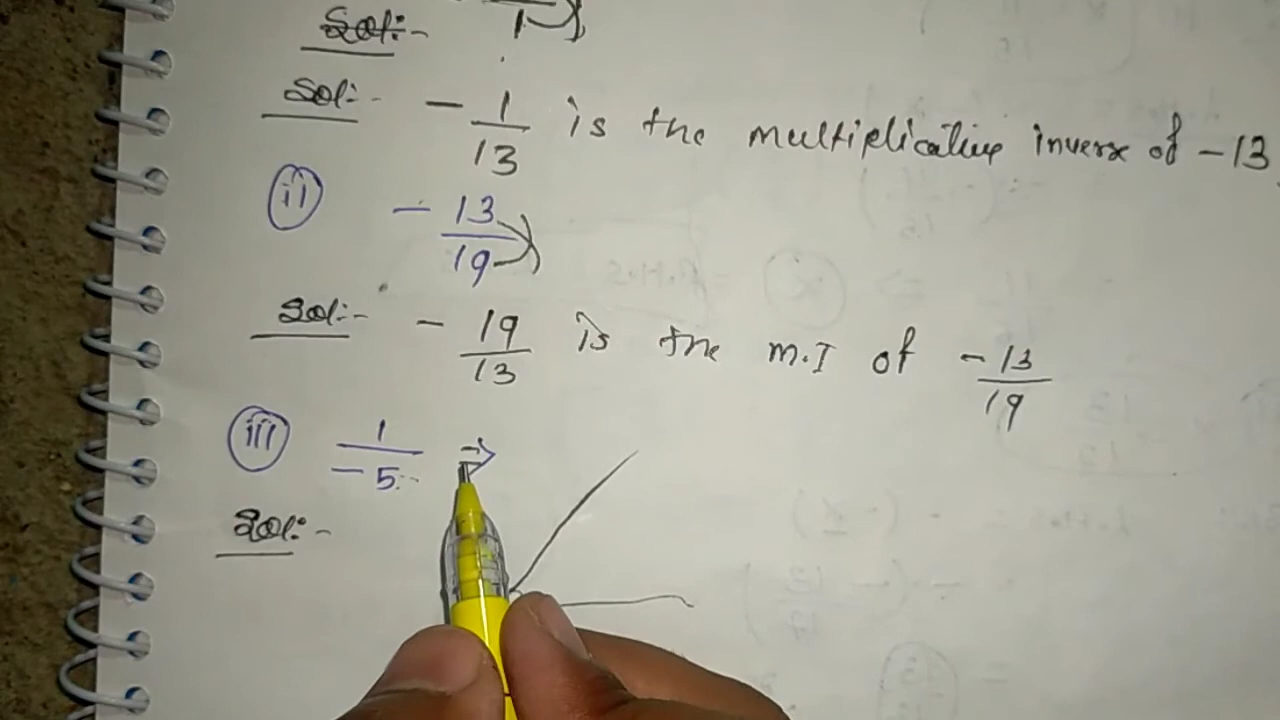 1
Sol:-
Sol:- - 1/13 is the multiplicative inverse of -13.
ii) - 13/19
Sol:- - 19/13 is the M.I of - 13/19
iii) 1/-5 →
Sol:-